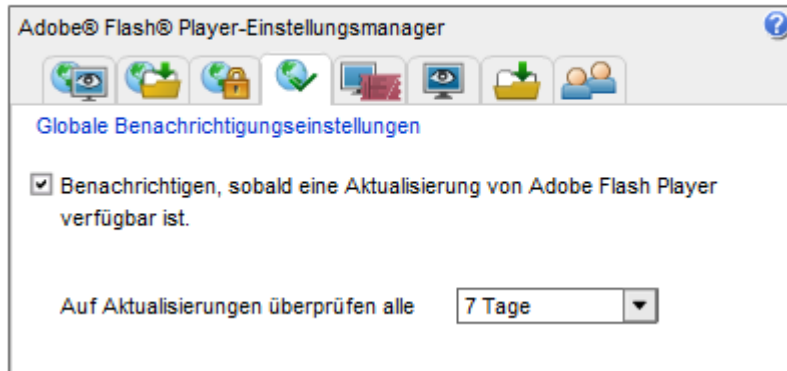 Adobe® Flash® Player-Einstellungsmanager
Globale Benachrichtigungseinstellungen
Benachrichtigen, sobald eine Aktualisierung von Adobe Flash Player
verfügbar ist.
Auf Aktualisierungen überprüfen alle 7 Tage